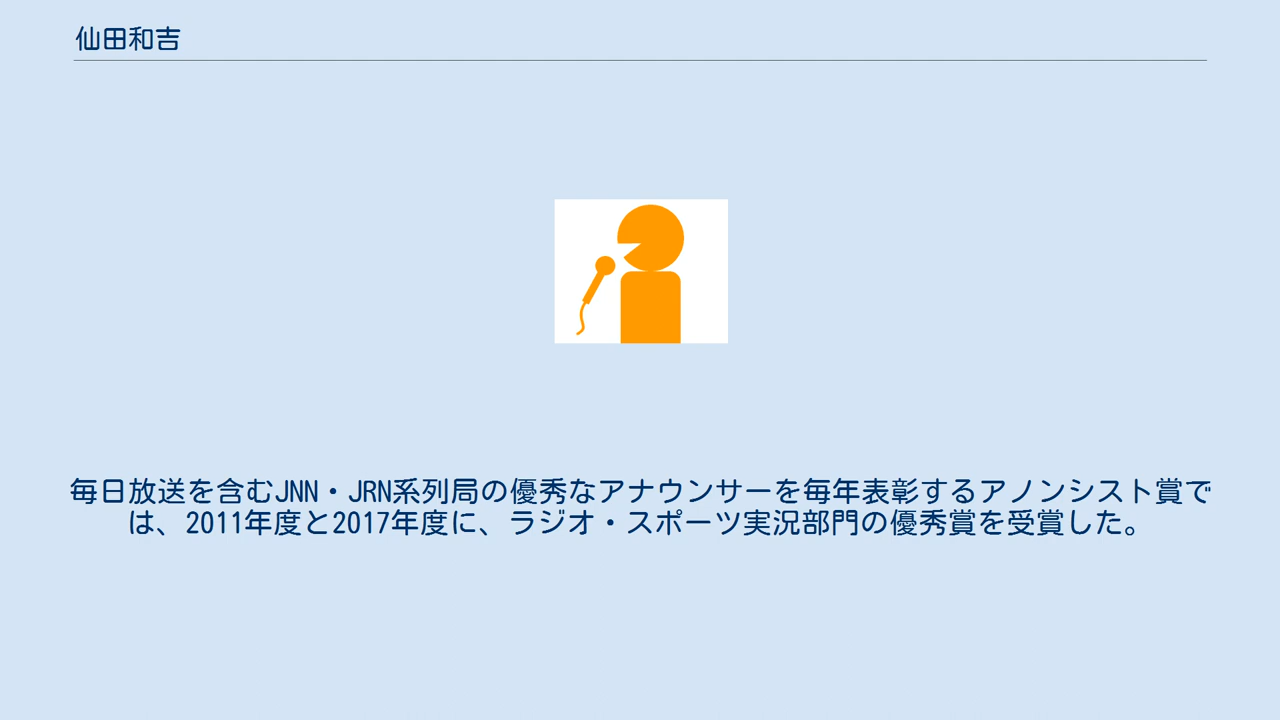 仙田和吉
毎日放送を含むJNN・JRN系列局の優秀なアナウンサーを毎年表彰するアノンシスト賞で
は、2011年度と2017年度に、ラジオ・スポーツ実況部門の優秀賞を受賞した。